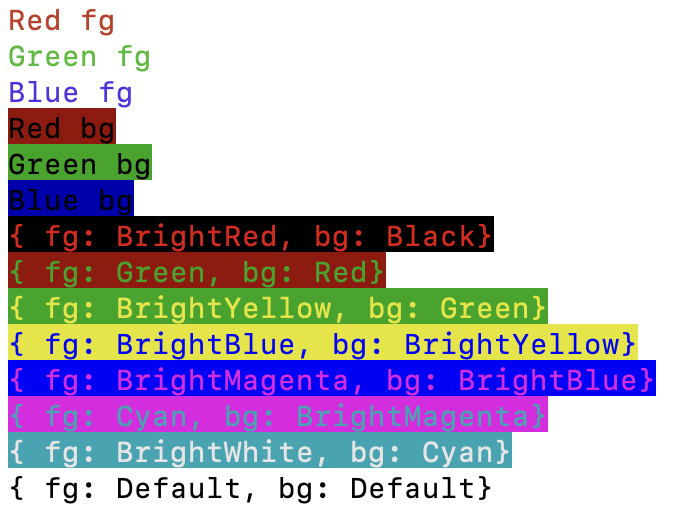 Red fg
Green fg
Blue fg
Red bg
Green bg
Blue bg
{ fg: BrightRed, bg: Black}
{ fg: Green, bg: Red}
{ fg: BrightYellow, bg: Green}
{ fg: BrightBlue, bg: BrightYellow}
{ fg: BrightMagenta, bg: BrightBlue}
{ fg: Cyan, bg: BrightMagenta}
{ fg: BrightWhite, bg: Cyan}
{ fg: Default, bg: Default}